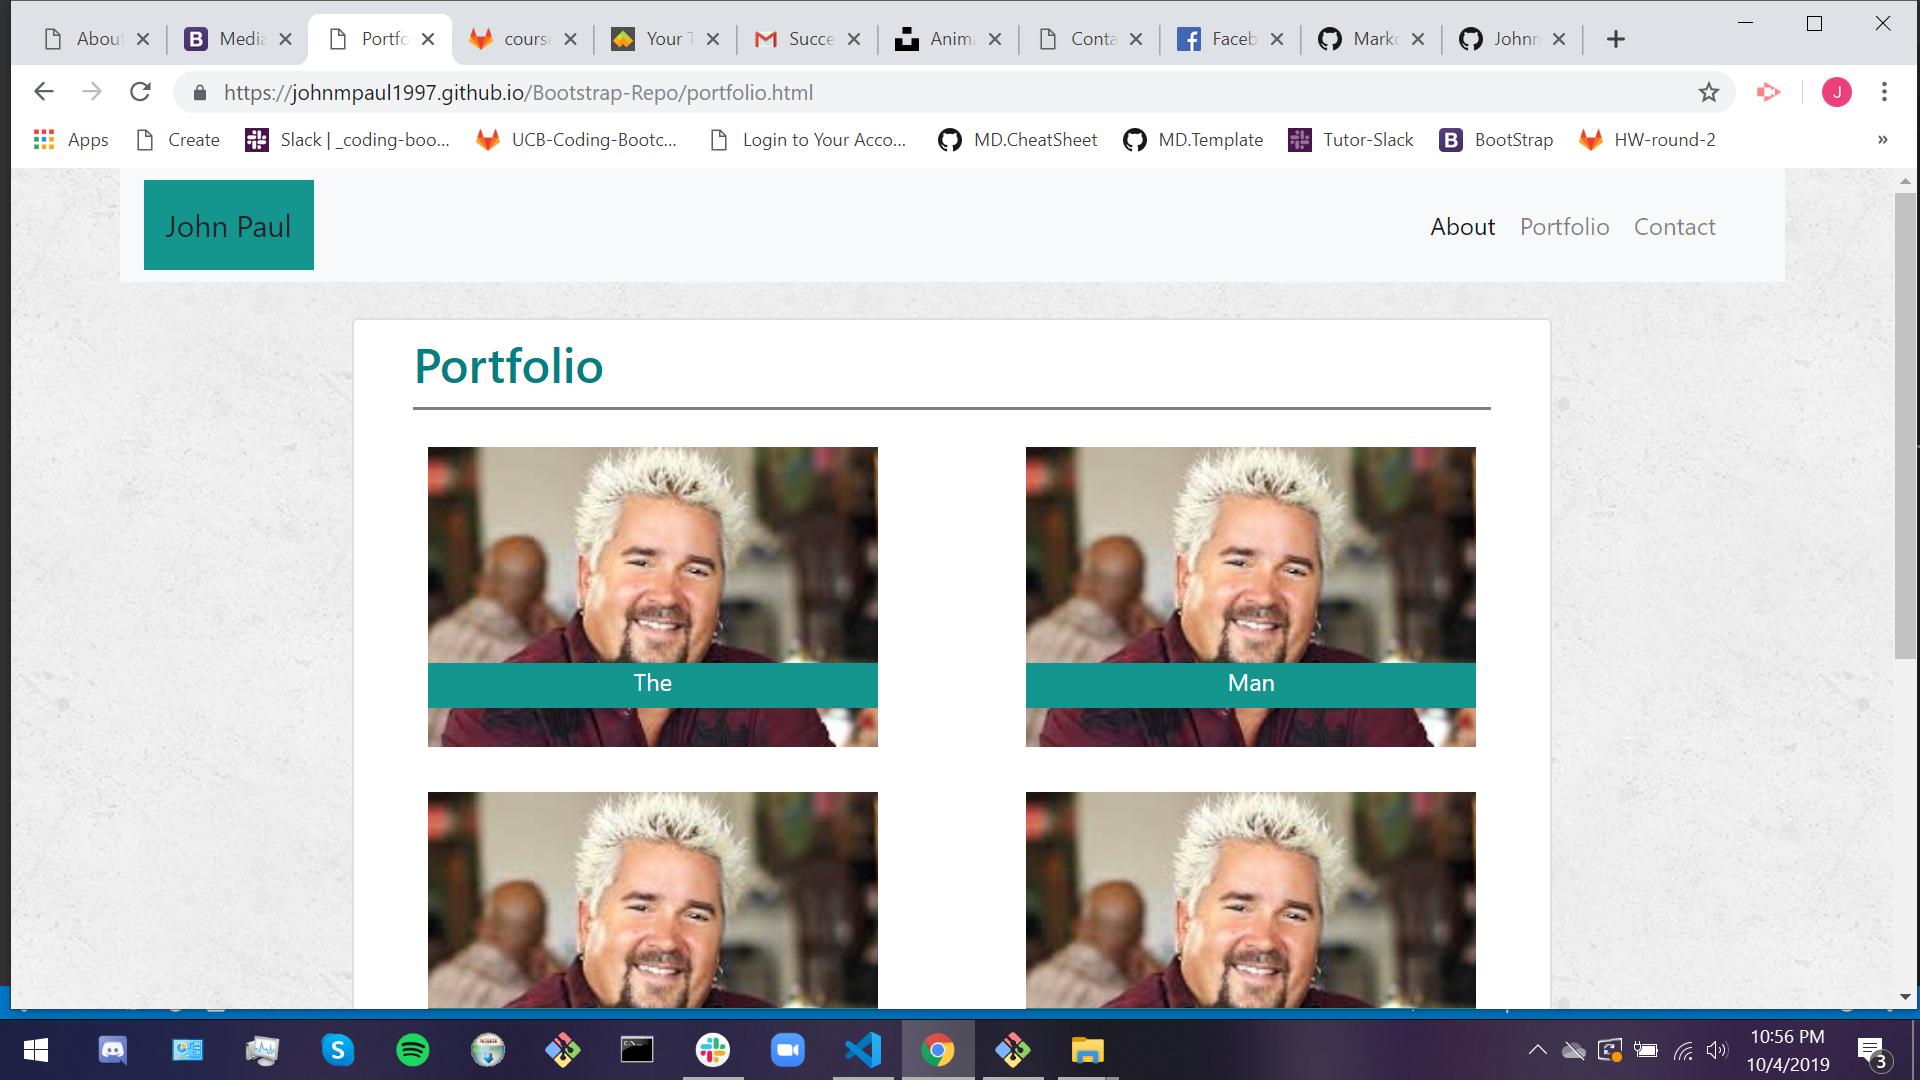 About
Media
Portfo
course
Your T
Succe
Anima
Conta
Faceb
Marko
Johnn
https://johnmpaul1997.github.io/Bootstrap-Repo/portfolio.html
J
Apps
Create
Slack | _coding-boo...
UCB-Coding-Bootc...
Login to Your Acco...
MD.CheatSheet
MD.Template
Tutor-Slack
BootStrap
HW-round-2
»
John Paul
About
Portfolio
Contact
Portfolio
The
Man
10:56 PM
10/4/2019
3